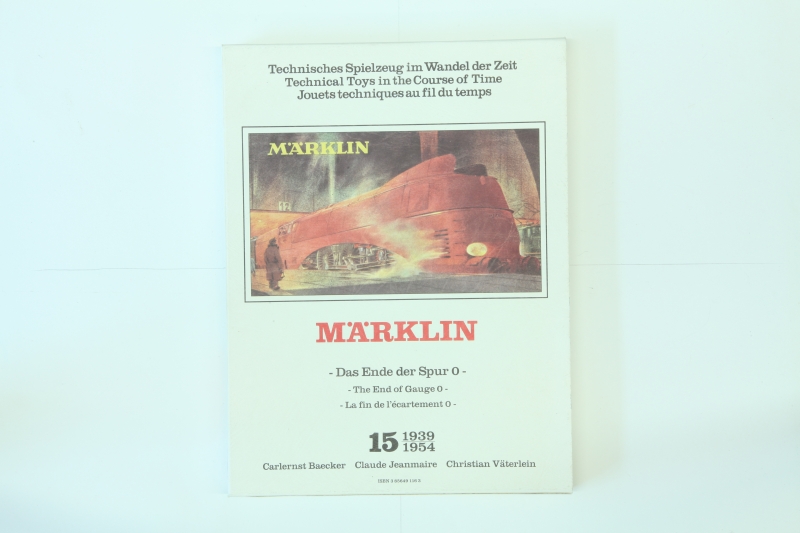 Technisches Spielzeug im Wandel der Zeit
Technical Toys in the Course of Time
Jouets techniques au fil du temps
MÄRKLIN
MÄRKLIN
- Das Ende der Spur 0 -
- The End of Gauge 0 -
- La fin de l'écartement 0 -
15 1939
1954
Carlernst Baecker Claude Jeanmaire Christian Väterlein
ISBN